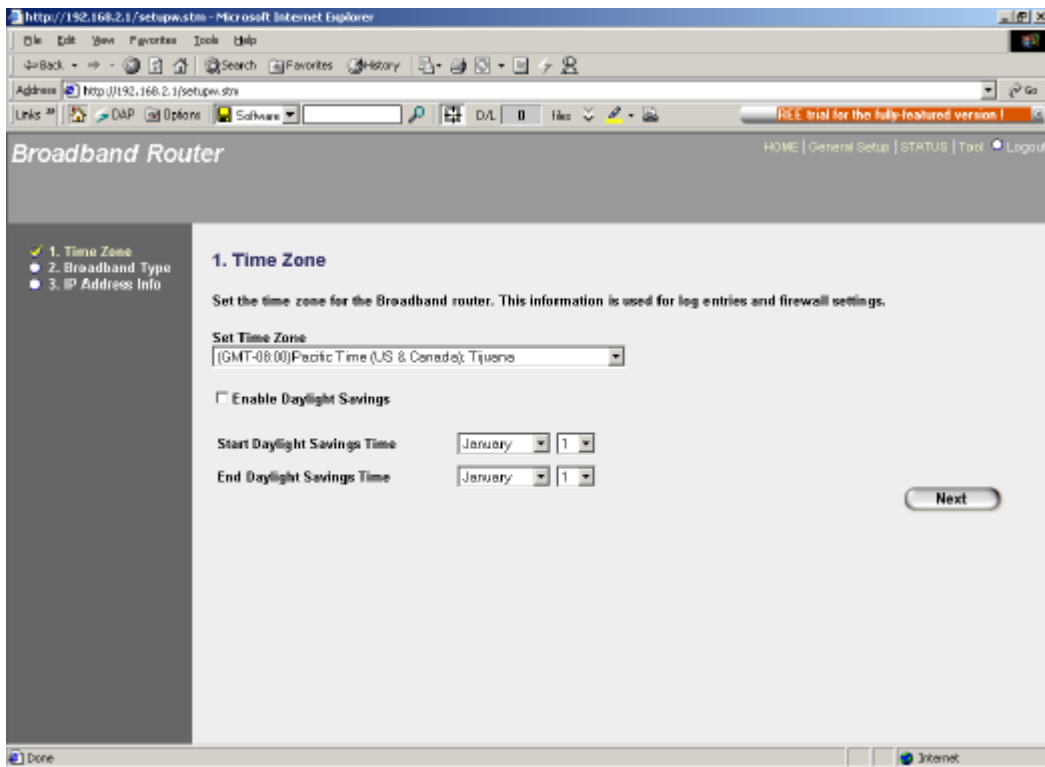 http://192.168.2.1/setupw.stm - Microsoft Internet Explorer
File Edit View Favorites Tools Help
Back Search Favorites History
Address http://192.168.2.1/setupw.stm Go
Links » DAP Options Software D/L 0 files
FREE trial for the fully-featured version !
Broadband Router
HOME | General Setup | STATUS | Tool Logout
1. Time Zone
2. Broadband Type
3. IP Address Info
1. Time Zone
Set the time zone for the Broadband router. This information is used for log entries and firewall settings.
Set Time Zone
(GMT-08:00)Pacific Time (US & Canada); Tijuana
Enable Daylight Savings
Start Daylight Savings Time January 1
End Daylight Savings Time January 1
Next
Done Internet